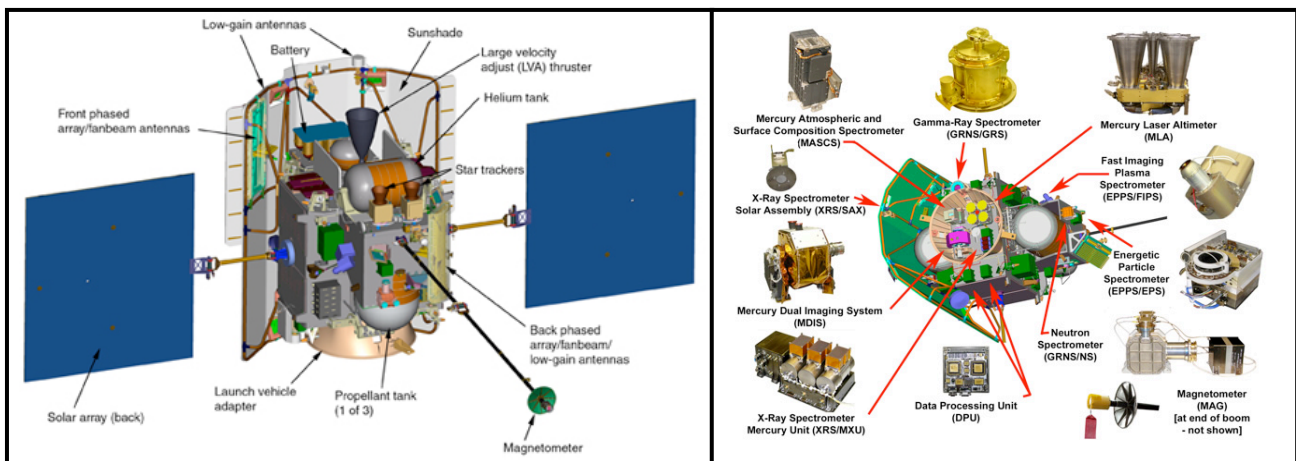 Low-gain antennas
Battery
Sunshade
Large velocity
adjust (LVA) thruster
Helium tank
Front phased
array/fanbeam antennas
Star trackers
Back phased
array/fanbeam/
low-gain antennas
Launch vehicle
adapter
Propellant tank
(1 of 3)
Solar array (back)
Magnetometer
Mercury Atmospheric and
Surface Composition Spectrometer
(MASCS)
Gamma-Ray Spectrometer
(GRNS/GRS)
Mercury Laser Altimeter
(MLA)
Fast Imaging
Plasma
Spectrometer
(EPPS/FIPS)
X-Ray Spectrometer
Solar Assembly (XRS/SAX)
Energetic
Particle
Spectrometer
(EPPS/EPS)
Mercury Dual Imaging System
(MDIS)
Neutron
Spectrometer
(GRNS/NS)
X-Ray Spectrometer
Mercury Unit (XRS/MXU)
Data Processing Unit
(DPU)
Magnetometer
(MAG)
[at end of boom
- not shown]